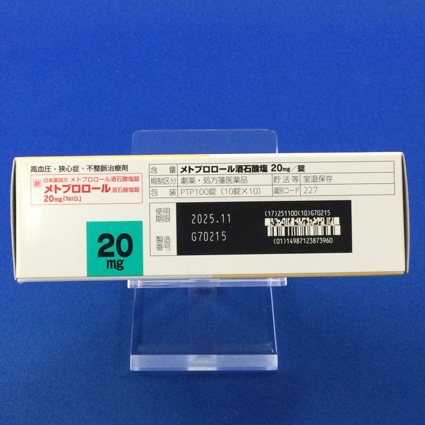 高血圧・狭心症・不整脈治療剤
劇 日本薬局方 メトプロロール酒石酸塩錠
メトプロロール酒石酸塩錠
20mg「NIG」
20
mg
含 量 メトプロロール酒石酸塩 20mg/錠
規制区分 劇薬・処方箋医薬品 貯法等 室温保存
包 装 PTP100錠(10錠×10) 識別コード 227
使用
期限 2025.11
製造
番号 G70215
(17)251100(10)G70215
(01)14987123873960